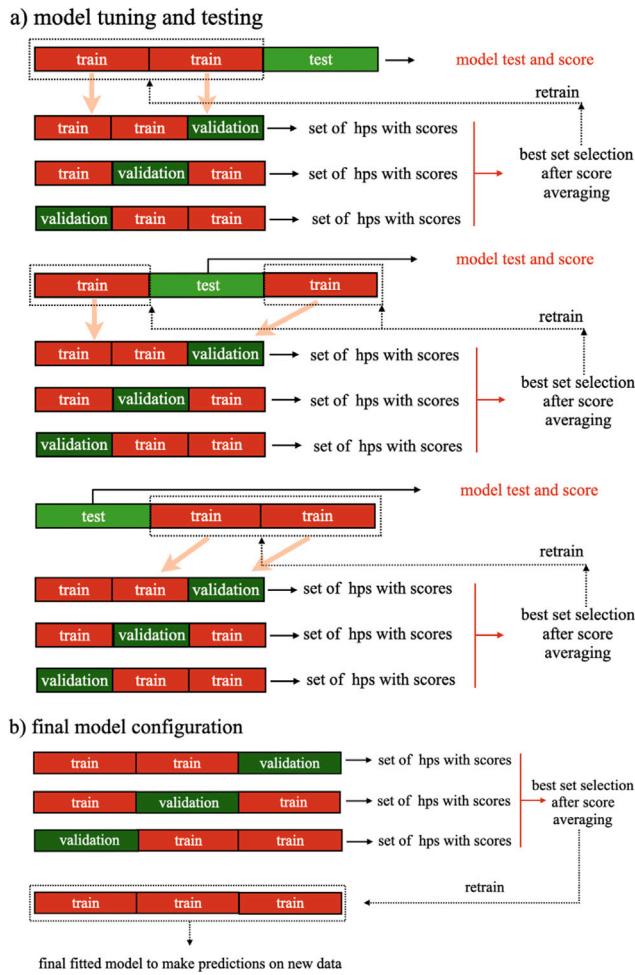 a) model tuning and testing
train train test model test and score
retrain
train train validation set of hps with scores
train validation train set of hps with scores
validation train train set of hps with scores
best set selection
after score
averaging
model test and score
train test train
retrain
train train validation set of hps with scores
train validation train set of hps with scores
validation train train set of hps with scores
best set selection
after score
averaging
model test and score
test train train
retrain
train train validation set of hps with scores
train validation train set of hps with scores
validation train train set of hps with scores
best set selection
after score
averaging
b) final model configuration
train train validation set of hps with scores
train validation train set of hps with scores
validation train train set of hps with scores
best set selection
after score
averaging
retrain
train train train
final fitted model to make predictions on new data